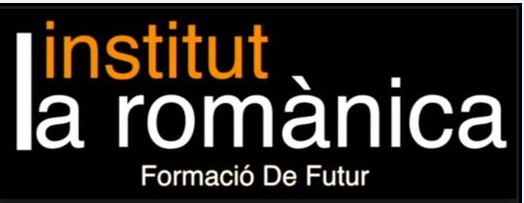 institut
la romànica
Formació De Futur